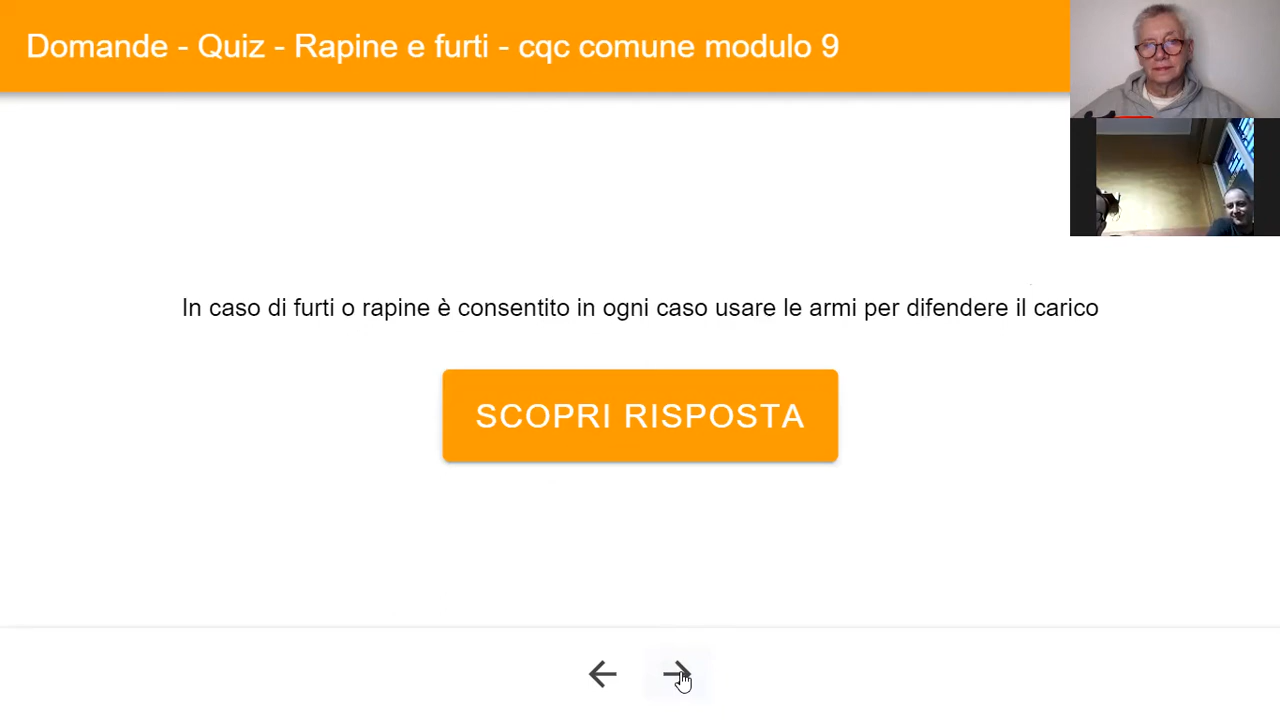 Domande - Quiz - Rapine e furti - cqc comune modulo 9
In caso di furti o rapine è consentito in ogni caso usare le armi per difendere il carico
SCOPRI RISPOSTA